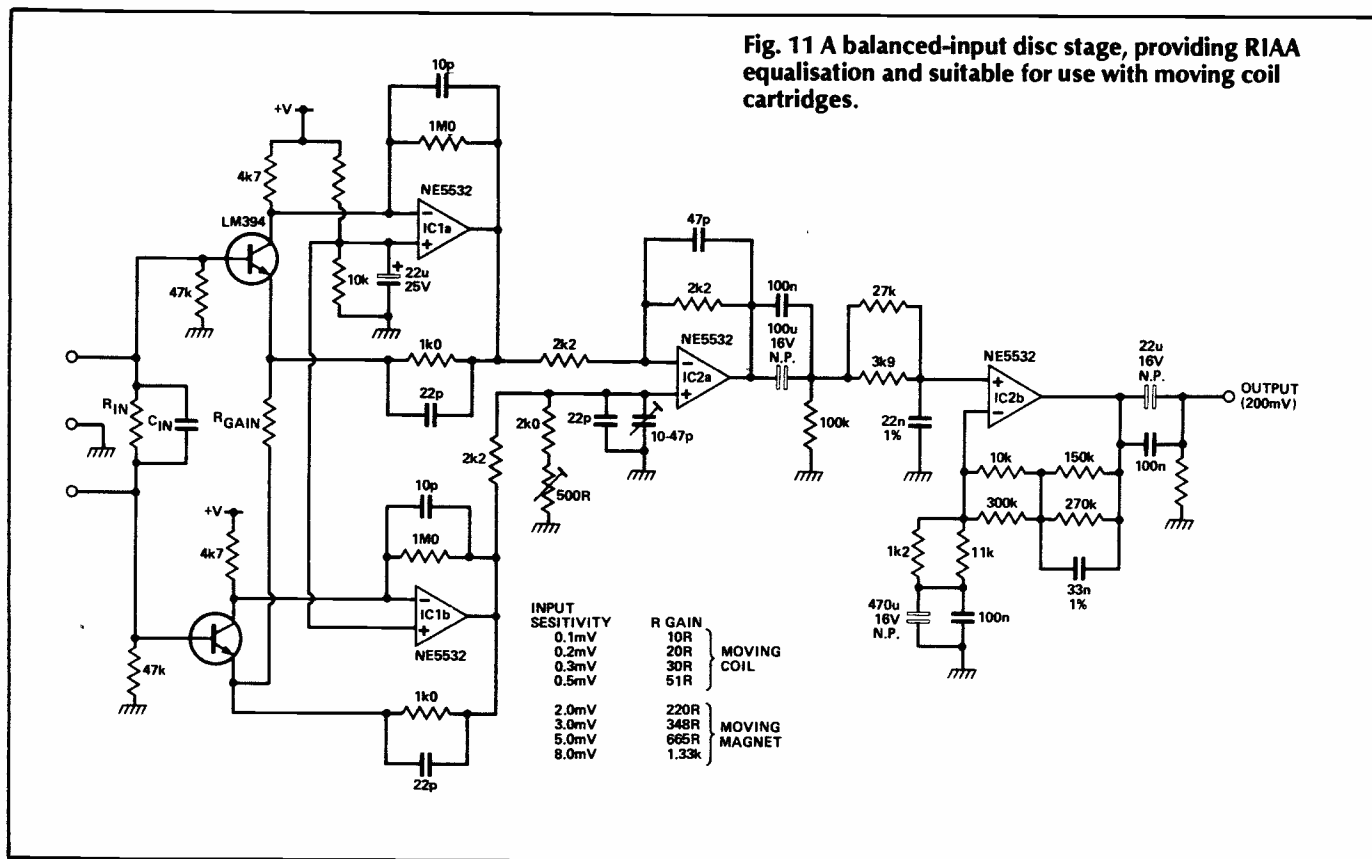 Fig. 11 A balanced-input disc stage, providing RIAA
equalisation and suitable for use with moving coil
cartridges.
10p
1M0
+V
4k7
NE5532
IC1a
LM394
47k
10k
22u
25V
1k0
22p
R IN
C IN
R GAIN
2k2
47p
2k2
NE5532
IC2a
100n
100u
16V
N.P.
27k
3k9
100k
22n
1%
NE5532
IC2b
22u
16V
N.P.
OUTPUT
(200mV)
100n
2k2
2k0
500R
22p
10-47p
10k
150k
300k
270k
33n
1%
1k2
11k
470u
16V
N.P.
100n
+V
4k7
10p
1M0
IC1b
NE5532
47k
1k0
22p
INPUT
SESITIVITY R GAIN
0.1mV 10R
0.2mV 20R
0.3mV 30R
0.5mV 51R
MOVING
COIL
2.0mV 220R
3.0mV 348R
5.0mV 665R
8.0mV 1.33k
MOVING
MAGNET